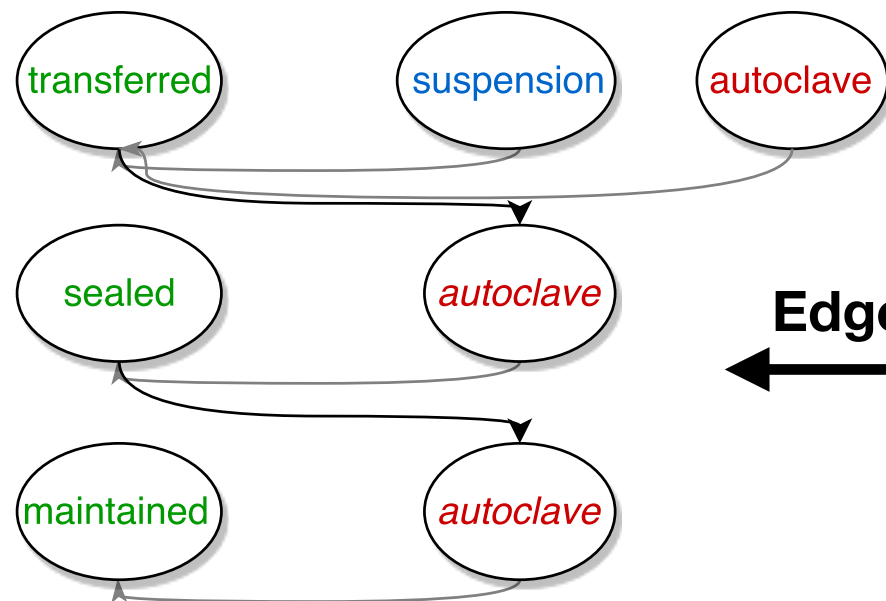 transferred suspension autoclave
sealed autoclave
Edge
maintained autoclave